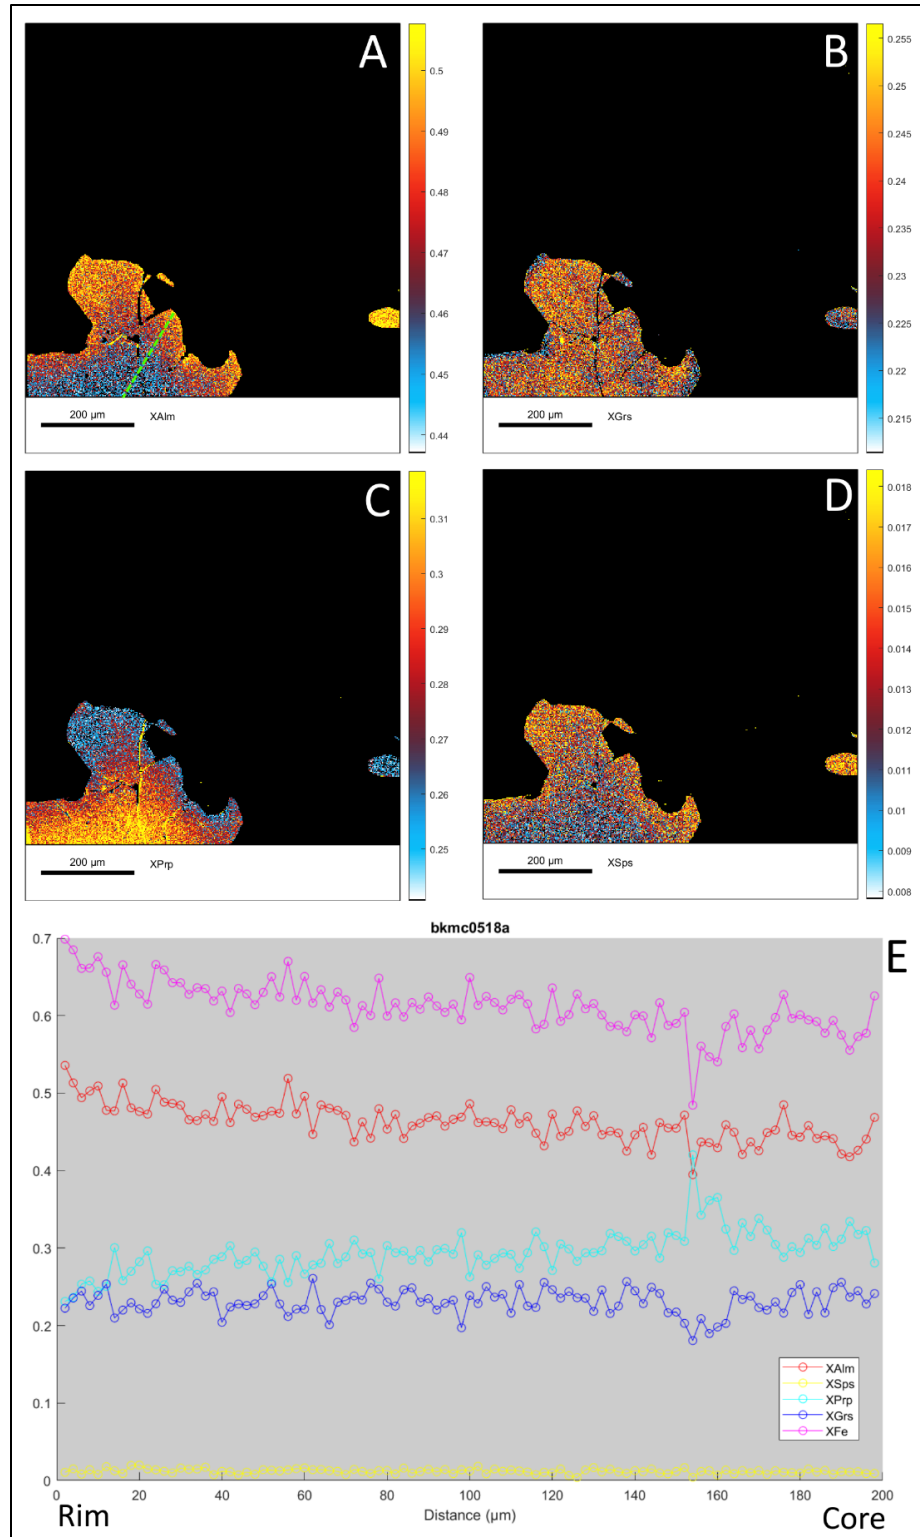 A
0.5
0.49
0.48
0.47
0.46
0.45
0.44
200 µm
XAlm
B
0.255
0.25
0.245
0.24
0.235
0.23
0.225
0.22
0.215
200 µm
XGrs
C
0.31
0.3
0.29
0.28
0.27
0.26
0.25
200 µm
XPrp
D
0.018
0.017
0.016
0.015
0.014
0.013
0.012
0.011
0.01
0.009
0.008
200 µm
XSps
bkmc0518a
E
0.7
0.6
0.5
0.4
0.3
0.2
0.1
0
XAlm
XSps
XPrp
XGrs
XFe
0 20 40 60 80 100 120 140 160 180 200
Rim Distance (µm) Core